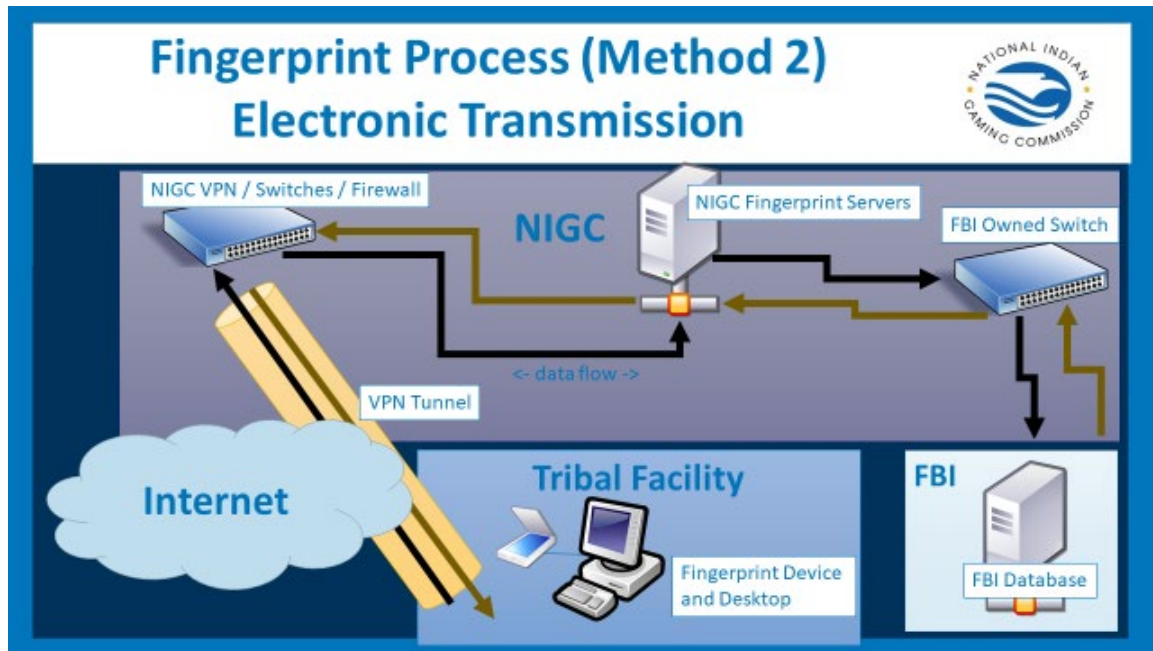 Fingerprint Process (Method 2)
Electronic Transmission
NATIONAL INDIAN
GAMING COMMISSION
NIGC VPN / Switches / Firewall
NIGC
NIGC Fingerprint Servers
FBI Owned Switch
<- data flow ->
VPN Tunnel
Internet
Tribal Facility
Fingerprint Device
and Desktop
FBI
FBI Database